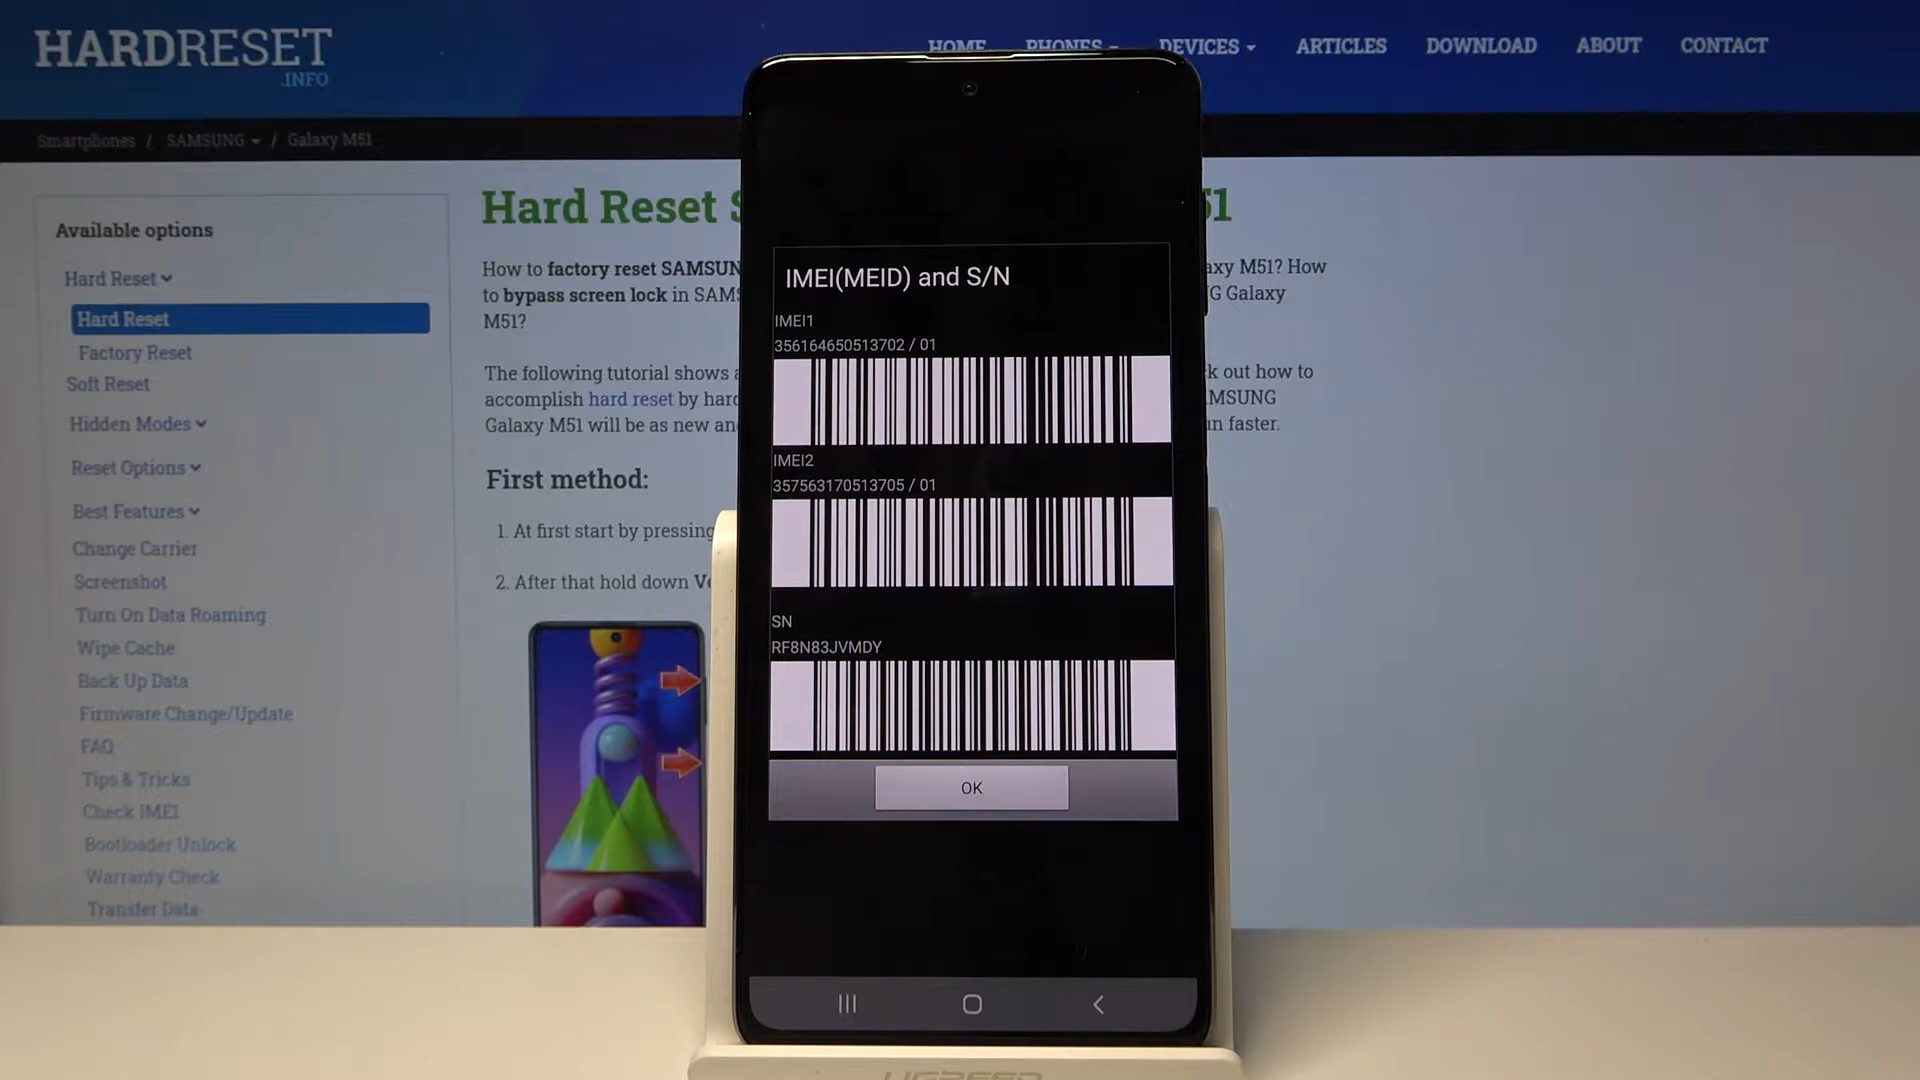 HARDRESET
.INFO
HOME PHONES DEVICES ARTICLES DOWNLOAD ABOUT CONTACT
Smartphones / SAMSUNG / Galaxy M51
Available options
Hard Reset
Hard Reset
Factory Reset
Soft Reset
Hidden Modes
Reset Options
Best Features
Change Carrier
Screenshot
Turn On Data Roaming
Wipe Cache
Back Up Data
Firmware Change/Update
FAQ
Tips & Tricks
Check IMEI
Bootloader Unlock
Warranty Check
Transfer Data
Hard Reset 51
How to factory reset SAMSUN axy M51? How
to bypass screen lock in SAM G Galaxy
M51?
The following tutorial shows k out how to
accomplish hard reset by hard MSUNG
Galaxy M51 will be as new an n faster.
First method:
1. At first start by pressing
2. After that hold down
IMEI(MEID) and S/N
IMEI1
356164650513702 / 01
IMEI2
357563170513705 / 01
SN
RF8N83JVMDY
OK
UGREEN